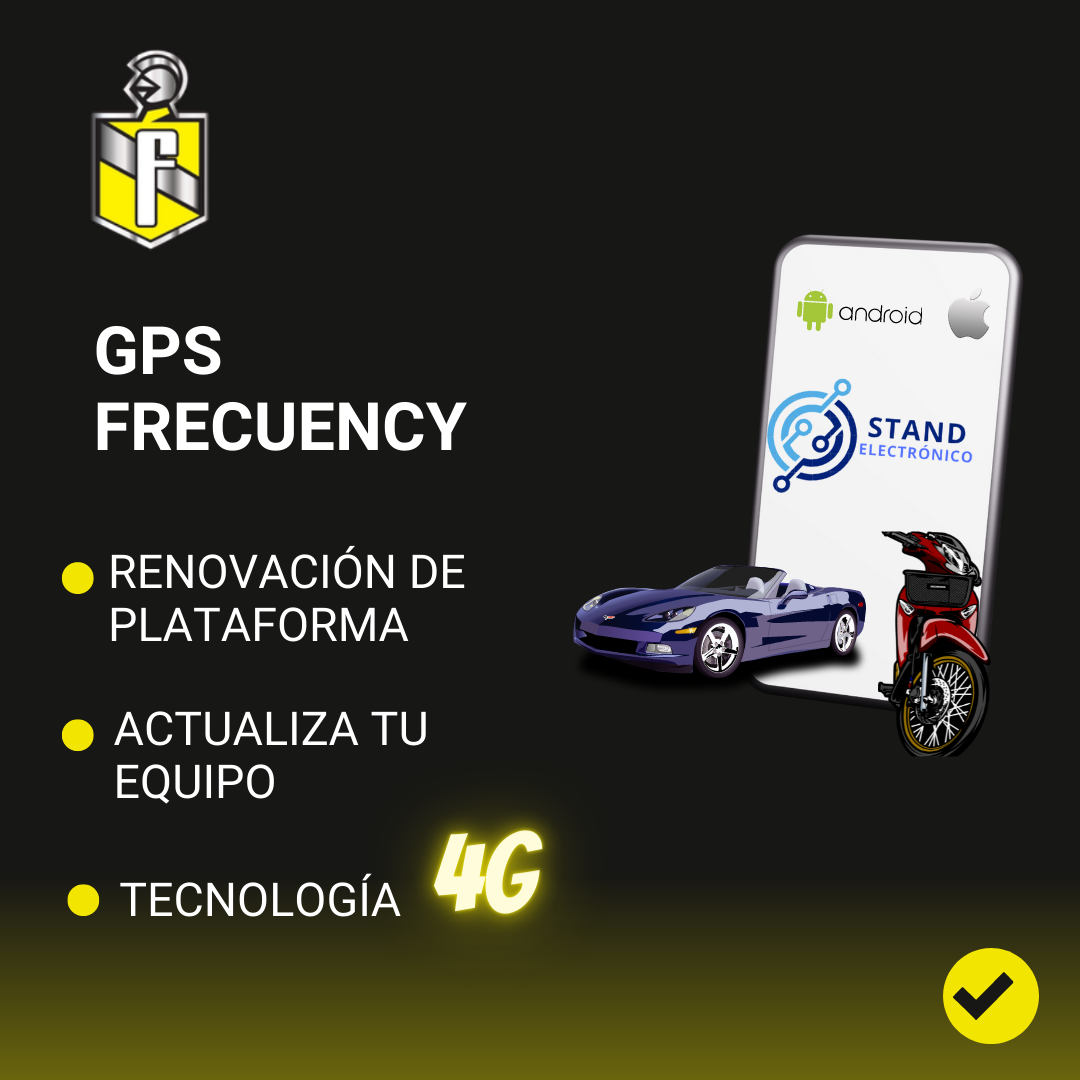 F
GPS
FRECUENCY
android
STAND
ELECTRÓNICO
RENOVACIÓN DE
PLATAFORMA
ACTUALIZA TU
EQUIPO
TECNOLOGÍA 4G